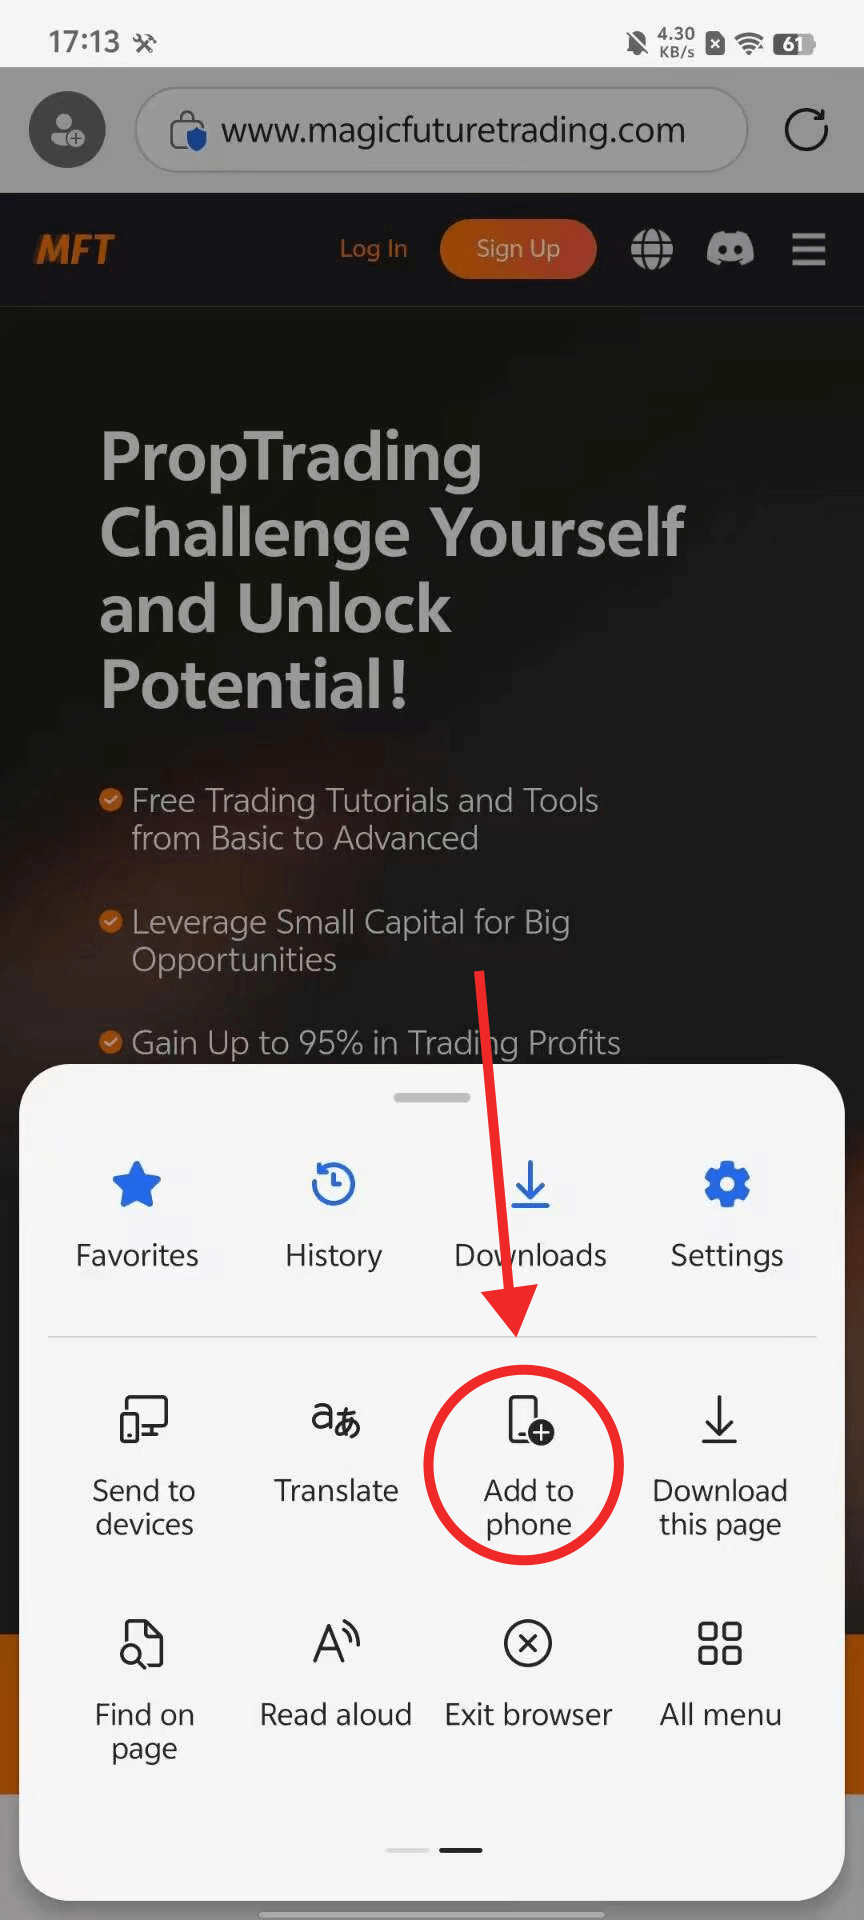 17:13
4.30
KB/s
61
www.magicfuturetrading.com
MFT
Log In
Sign Up
PropTrading
Challenge Yourself
and Unlock
Potential!
Free Trading Tutorials and Tools
from Basic to Advanced
Leverage Small Capital for Big
Opportunities
Gain Up to 95% in Trading Profits
Favorites
History
Downloads
Settings
aあ
Send to
devices
Translate
Add to
phone
Download
this page
A
Find on
page
Read aloud
Exit browser
All menu